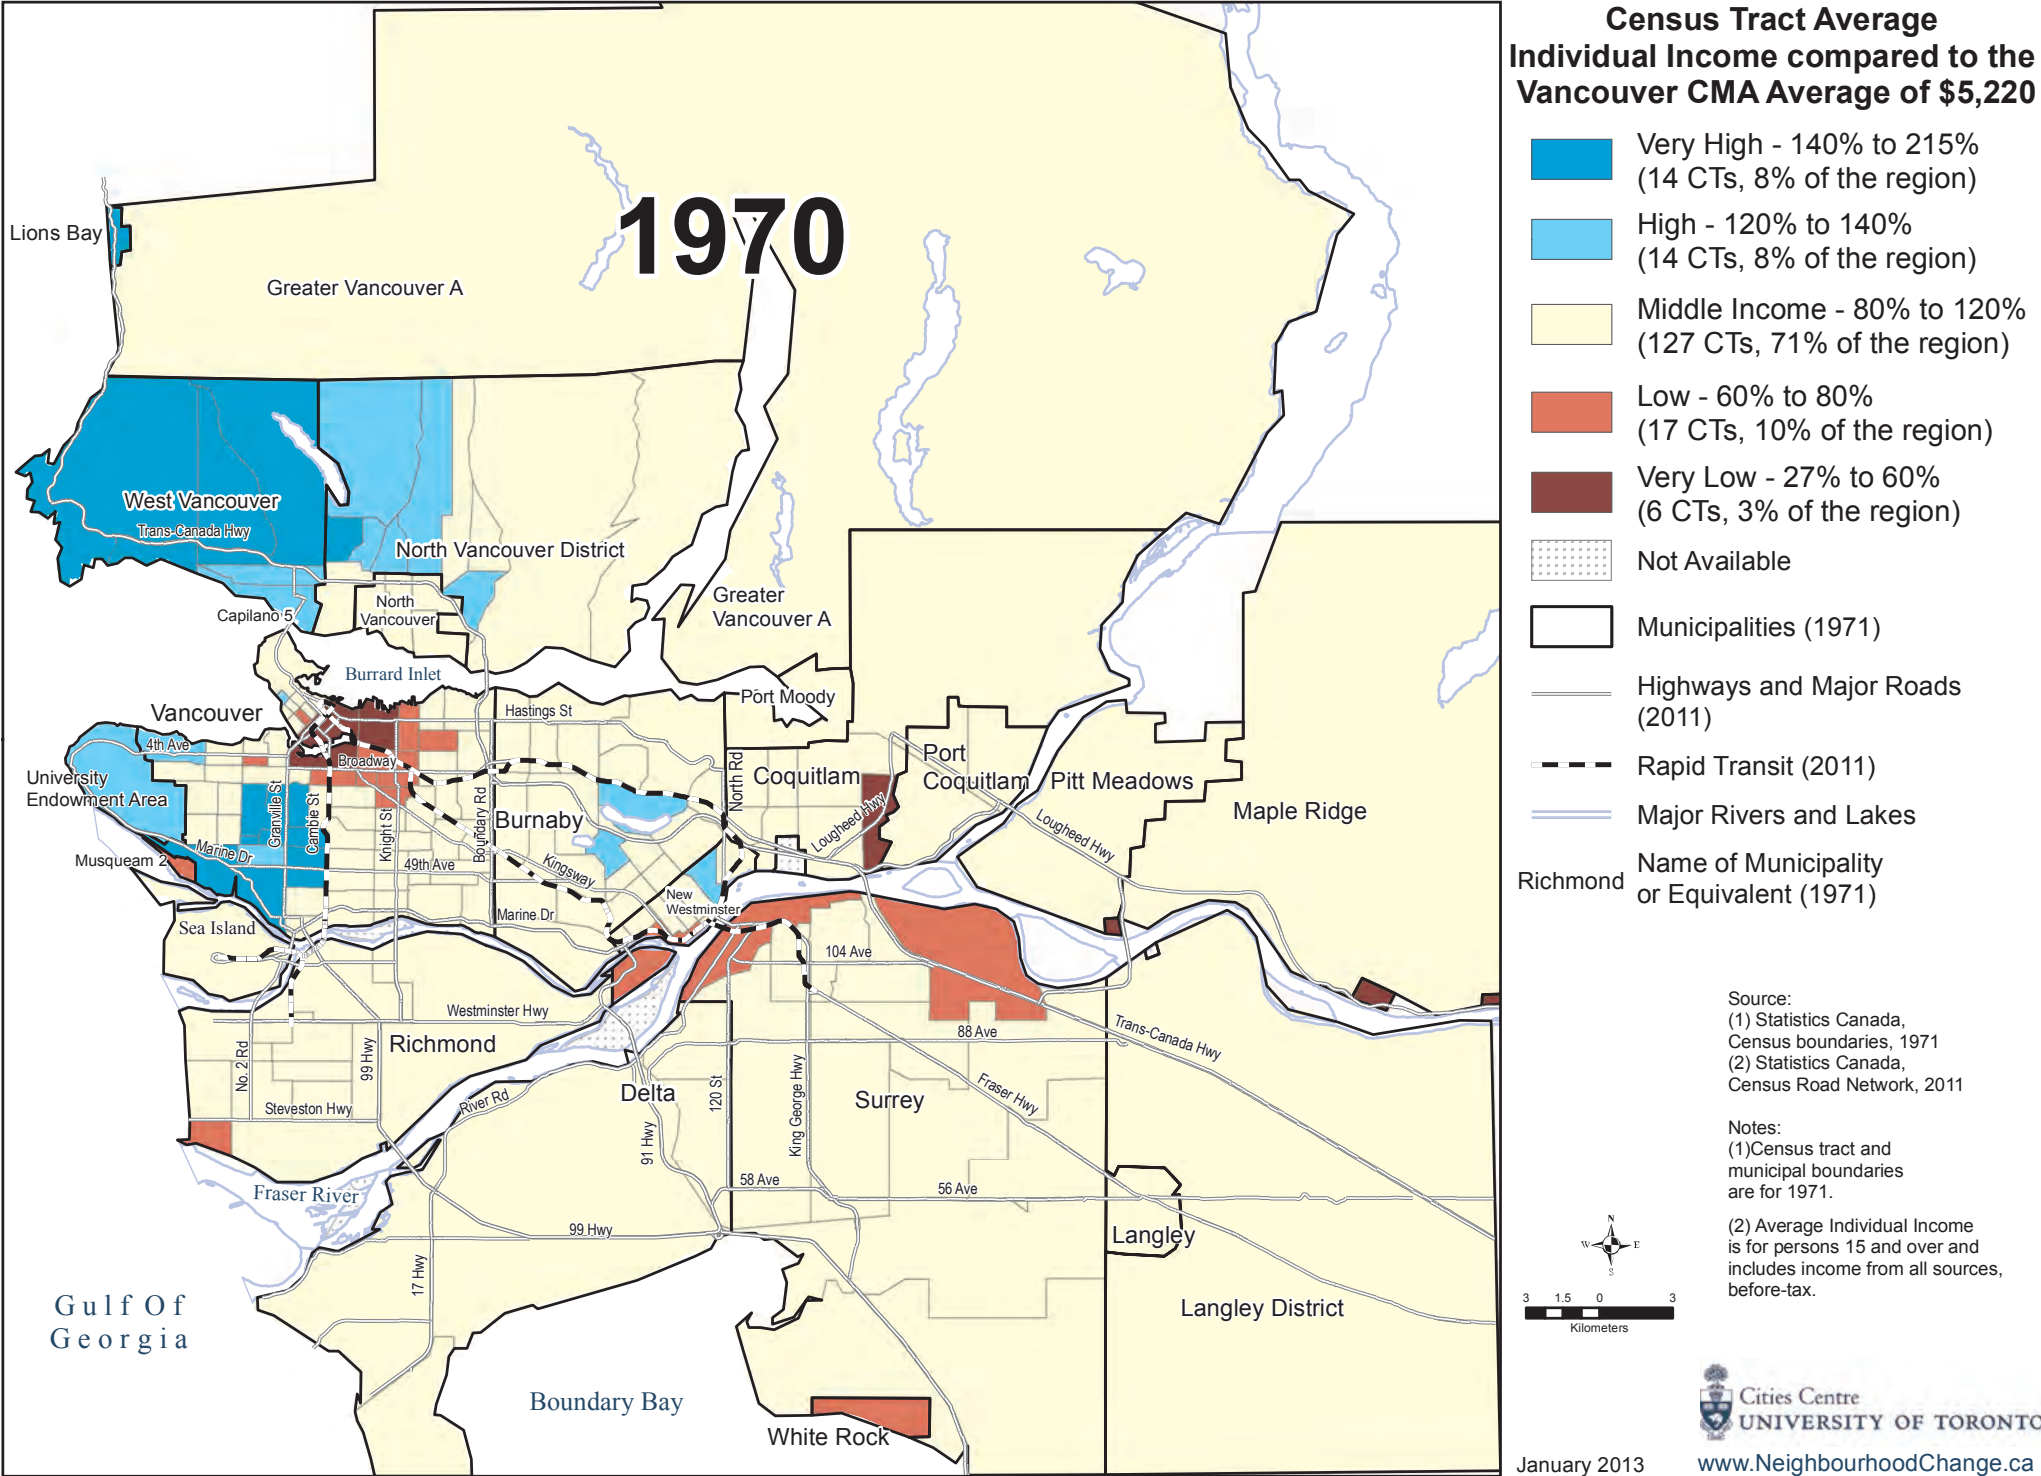 Census Tract Average
Individual Income compared to the
Vancouver CMA Average of $5,220
Very High - 140% to 215%
(14 CTs, 8% of the region)
High - 120% to 140%
(14 CTs, 8% of the region)
Middle Income - 80% to 120%
(127 CTs, 71% of the region)
Low - 60% to 80%
(17 CTs, 10% of the region)
Very Low - 27% to 60%
(6 CTs, 3% of the region)
Not Available
Municipalities (1971)
Highways and Major Roads
(2011)
Rapid Transit (2011)
Major Rivers and Lakes
Richmond
Name of Municipality
or Equivalent (1971)
Source:
(1) Statistics Canada,
Census boundaries, 1971
(2) Statistics Canada,
Census Road Network, 2011
Notes:
(1)Census tract and
municipal boundaries
are for 1971.
(2) Average Individual Income
is for persons 15 and over and
includes income from all sources,
before-tax.
N
W
E
S
3 1.5 0 3
Kilometers
Cities Centre
UNIVERSITY OF TORONTO
January 2013
www.NeighbourhoodChange.ca
1970
Lions Bay
Greater Vancouver A
West Vancouver
Trans-Canada Hwy
North Vancouver District
Capilano 5
North
Vancouver
Greater
Vancouver A
Burrard Inlet
Port Moody
Vancouver
Hastings St
4th Ave
Broadway
University
Endowment Area
Granville St
Cambie St
Knight St
Boundary Rd
Burnaby
North Rd
Coquitlam
Port
Coquitlam
Pitt Meadows
Maple Ridge
Lougheed Hwy
Lougheed Hwy
Musqueam 2
Marine Dr
49th Ave
Kingsway
New
Westminster
Marine Dr
Sea Island
104 Ave
Westminster Hwy
Richmond
88 Ave
Trans-Canada Hwy
No. 2 Rd
99 Hwy
Steveston Hwy
River Rd
Delta
91 Hwy
120 St
King George Hwy
Surrey
Fraser Hwy
58 Ave
56 Ave
Fraser River
99 Hwy
17 Hwy
Langley
Langley District
Gulf Of
Georgia
Boundary Bay
White Rock